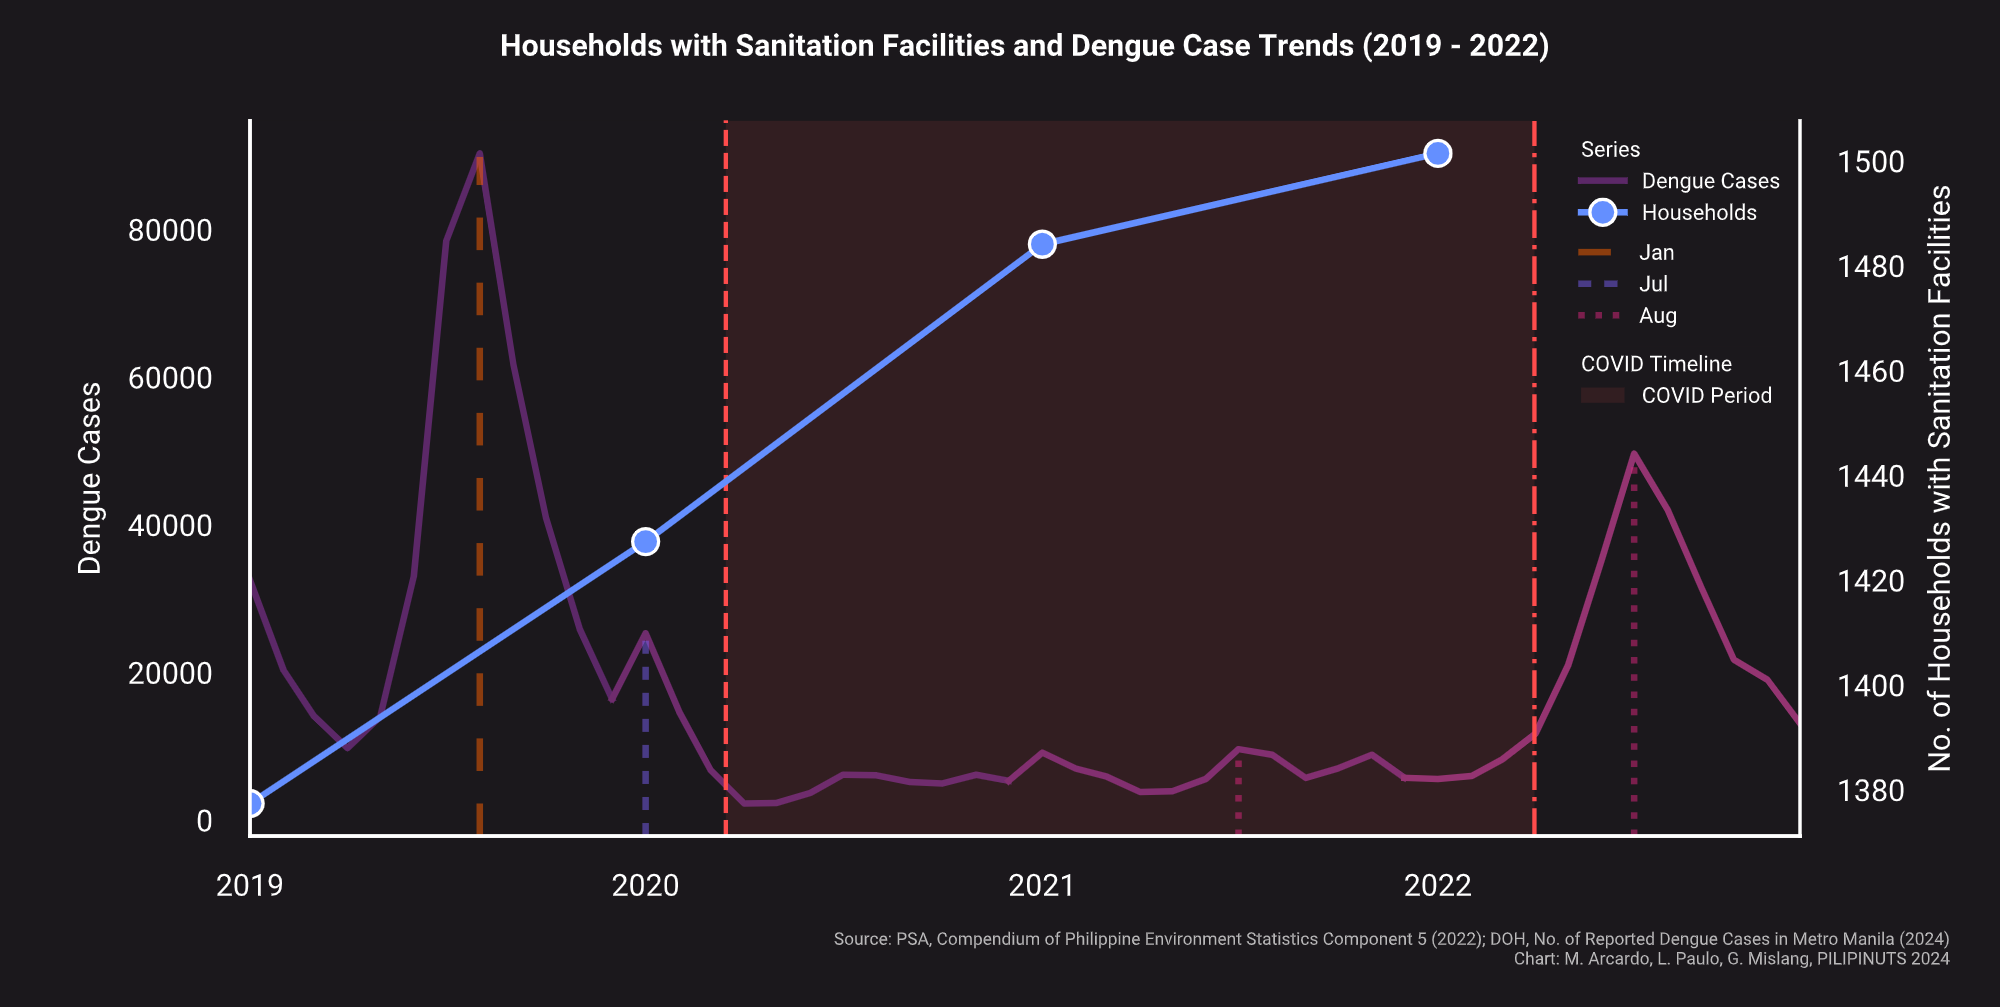 Households with Sanitation Facilities and Dengue Case Trends (2019 - 2022)
Dengue Cases
80000
60000
40000
20000
0
2019
2020
2021
2022
Series
Dengue Cases
Households
Jan
Jul
Aug
COVID Timeline
COVID Period
1500
1480
1460
1440
1420
1400
1380
No. of Households with Sanitation Facilities
Source: PSA, Compendium of Philippine Environment Statistics Component 5 (2022); DOH, No. of Reported Dengue Cases in Metro Manila (2024)
Chart: M. Arcardo, L. Paulo, G. Mislang, PILIPINUTS 2024